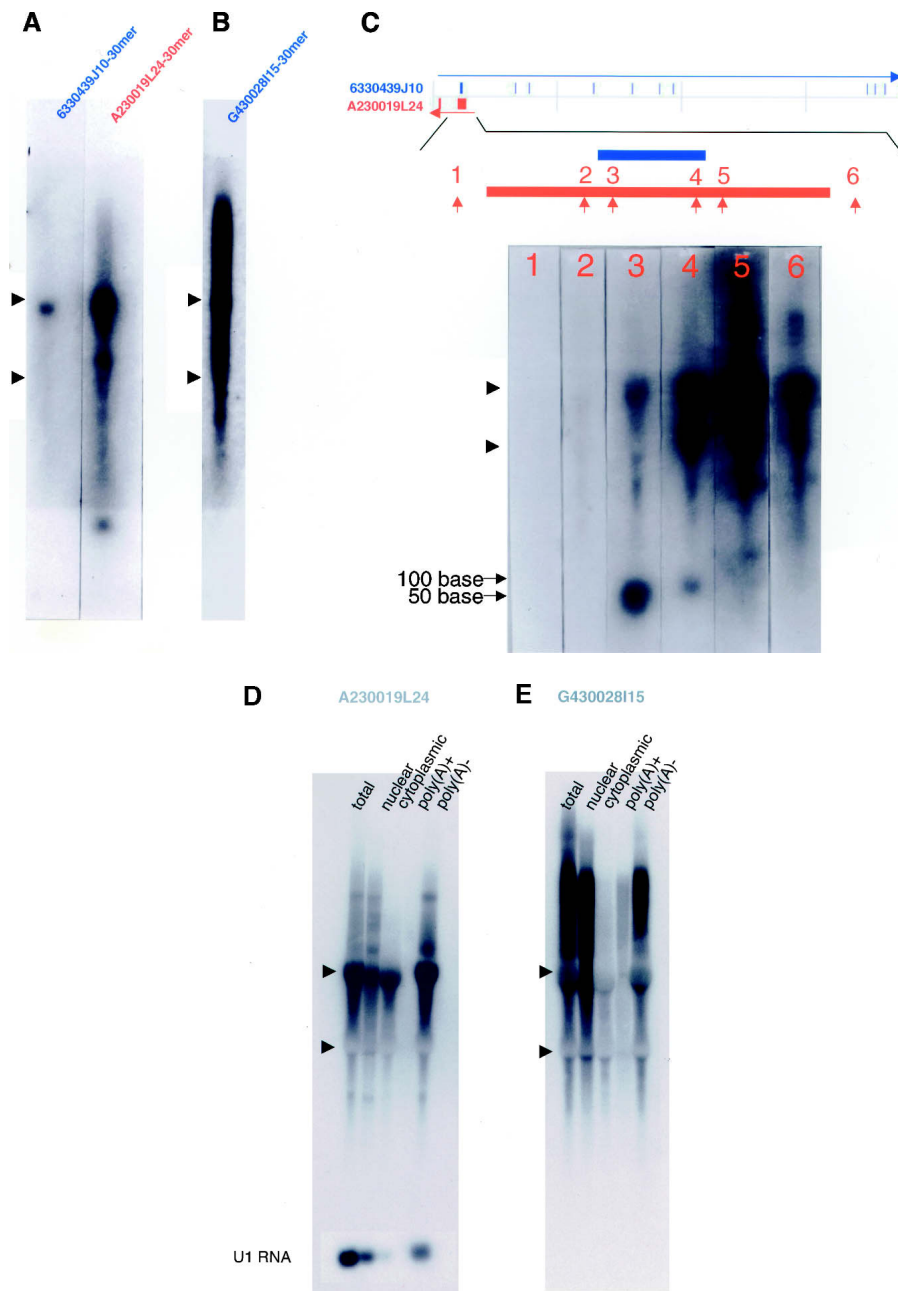 A
B
C
6330439J10-30mer
A230019L24-30mer
G430028I15-30mer
6330439J10
A230019L24
1 2 3 4 5 6
1 2 3 4 5 6
100 base
50 base
D A230019L24
E G430028I15
total
nuclear
cytoplasmic
poly(A)+
poly(A)-
total
nuclear
cytoplasmic
poly(A)+
poly(A)-
U1 RNA